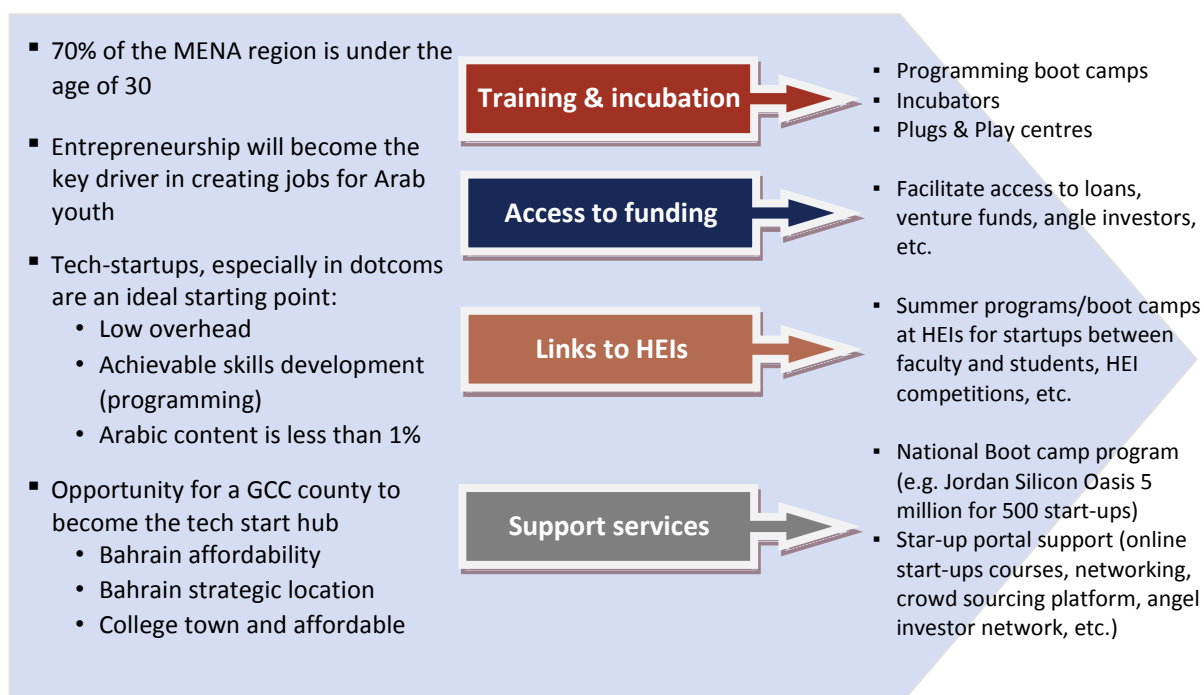 ▪ 70% of the MENA region is under the
age of 30
▪ Entrepreneurship will become the
key driver in creating jobs for Arab
youth
▪ Tech-startups, especially in dotcoms
are an ideal starting point:
• Low overhead
• Achievable skills development
(programming)
• Arabic content is less than 1%
▪ Opportunity for a GCC county to
become the tech start hub
• Bahrain affordability
• Bahrain strategic location
• College town and affordable
Training & incubation
▪ Programming boot camps
▪ Incubators
▪ Plugs & Play centres
Access to funding
▪ Facilitate access to loans,
venture funds, angle investors,
etc.
Links to HEIs
▪ Summer programs/boot camps
at HEIs for startups between
faculty and students, HEI
competitions, etc.
Support services
▪ National Boot camp program
(e.g. Jordan Silicon Oasis 5
million for 500 start-ups)
▪ Star-up portal support (online
start-ups courses, networking,
crowd sourcing platform, angel
investor network, etc.)